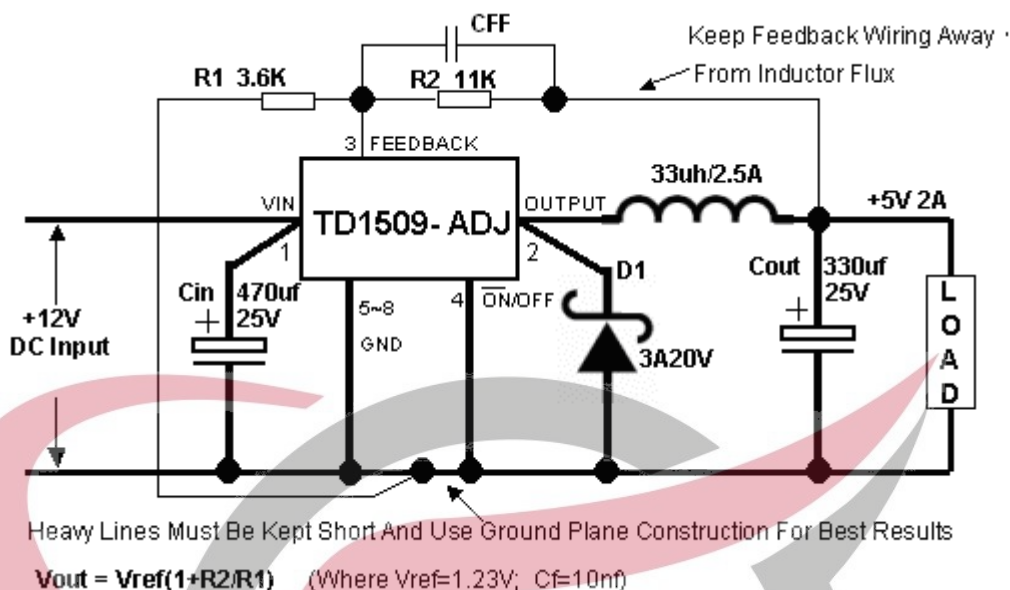 CFF
Keep Feedback Wiring Away
From Inductor Flux
R1 3.6K
R2 11K
3 FEEDBACK
33uh/2.5A
VIN
TD1509- ADJ
OUTPUT
+5V 2A
1
2
D1
Cin 470uf
25V
+
5~8
GND
4 ON/OFF
Cout 330uf
25V
+
3A20V
+12V
DC Input
LOAD
Heavy Lines Must Be Kept Short And Use Ground Plane Construction For Best Results
Vout = Vref(1+R2/R1) (Where Vref=1.23V; Cf=10nf)